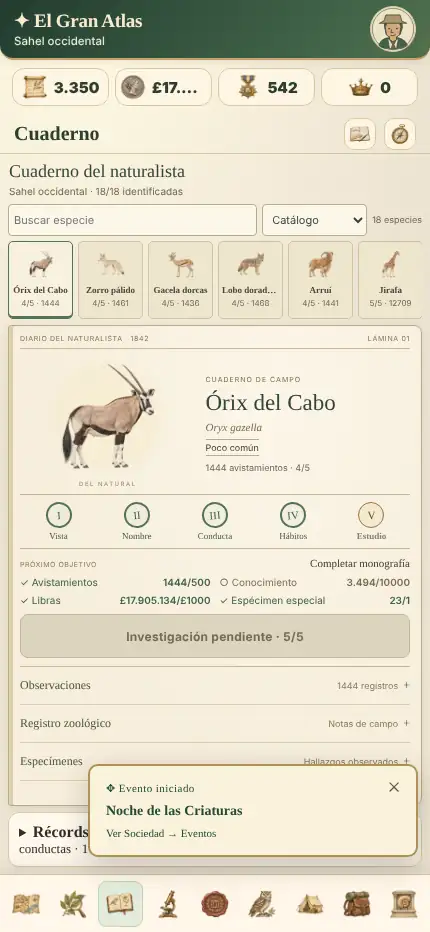 ✦ El Gran Atlas
Sahel occidental
3.350
£17....
542
0
Cuaderno
Cuaderno del naturalista
Sahel occidental · 18/18 identificadas
Buscar especie
Catálogo
18 especies
Órix del Cabo
4/5 · 1444
Zorro pálido
4/5 · 1461
Gacela dorcas
4/5 · 1436
Lobo dorad...
4/5 · 1468
Arruí
4/5 · 1441
Jirafa
5/5 · 12709
DIARIO DEL NATURALISTA 1842
LÁMINA 01
CUADERNO DE CAMPO
Órix del Cabo
Oryx gazella
Poco común
1444 avistamientos · 4/5
DEL NATURAL
I
II
III
IV
V
Vista
Nombre
Conducta
Hábitos
Estudio
PRÓXIMO OBJETIVO
Completar monografía
✓ Avistamientos 1444/500
○ Conocimiento 3.494/10000
✓ Libras £17.905.134/£1000
✓ Espécimen especial 23/1
Investigación pendiente · 5/5
Observaciones
1444 registros +
Registro zoológico
Notas de campo +
Especímenes
Hallazgos observados +
✥ Evento iniciado
×
Noche de las Criaturas
Ver Sociedad → Eventos
▶ Récords
conductas · 1